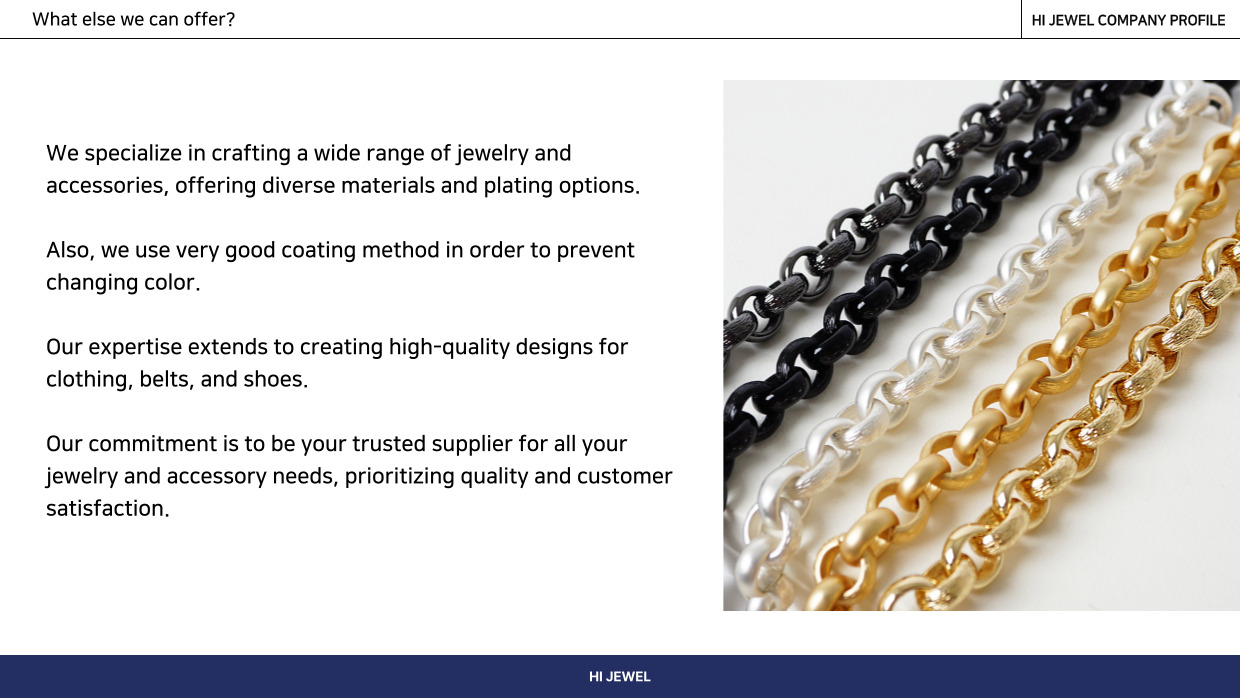 What else we can offer?
HI JEWEL COMPANY PROFILE
We specialize in crafting a wide range of jewelry and
accessories, offering diverse materials and plating options.
Also, we use very good coating method in order to prevent
changing color.
Our expertise extends to creating high-quality designs for
clothing, belts, and shoes.
Our commitment is to be your trusted supplier for all your
jewelry and accessory needs, prioritizing quality and customer
satisfaction.
HI JEWEL